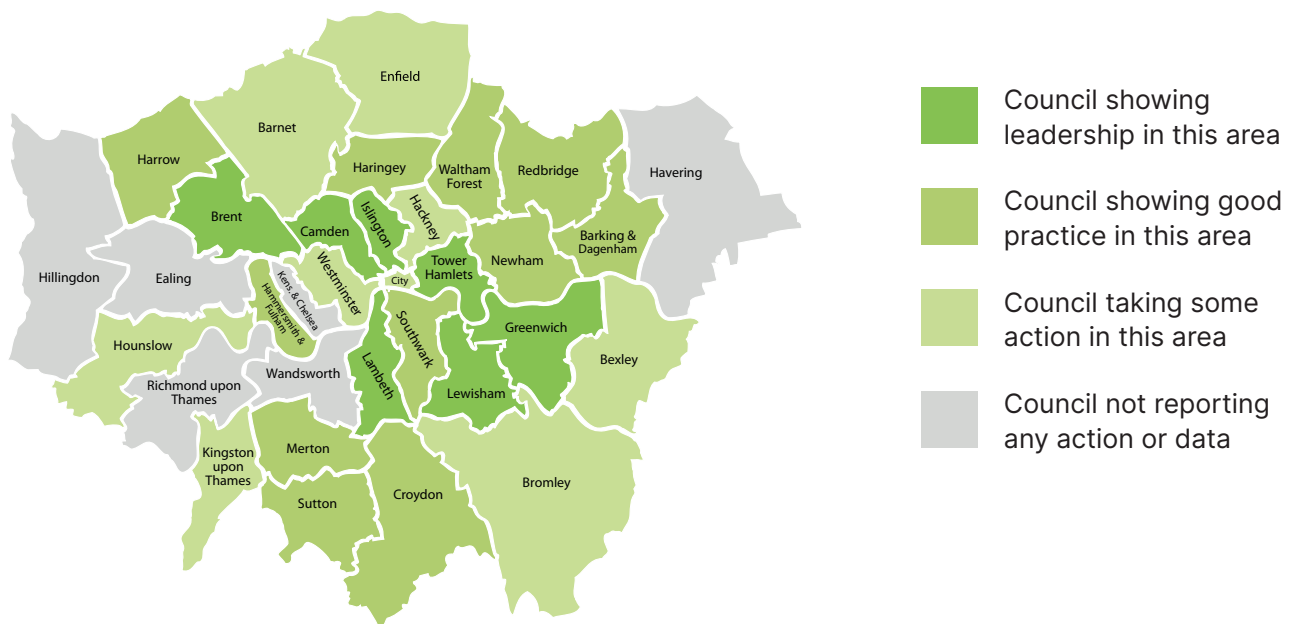 Enfield
Barnet
Harrow
Haringey
Waltham
Forest
Redbridge
Havering
Brent
Camden
Islington
Hackney
Tower
Hamlets
Newham
Barking &
Dagenham
Hillingdon
Ealing
Hammersmith &
Fulham
Kens. & Chelsea
Westminster
City
Hounslow
Richmond upon
Thames
Wandsworth
Lambeth
Southwark
Lewisham
Greenwich
Bexley
Kingston
upon
Thames
Merton
Sutton
Croydon
Bromley
Council showing
leadership in this area
Council showing good
practice in this area
Council taking some
action in this area
Council not reporting
any action or data